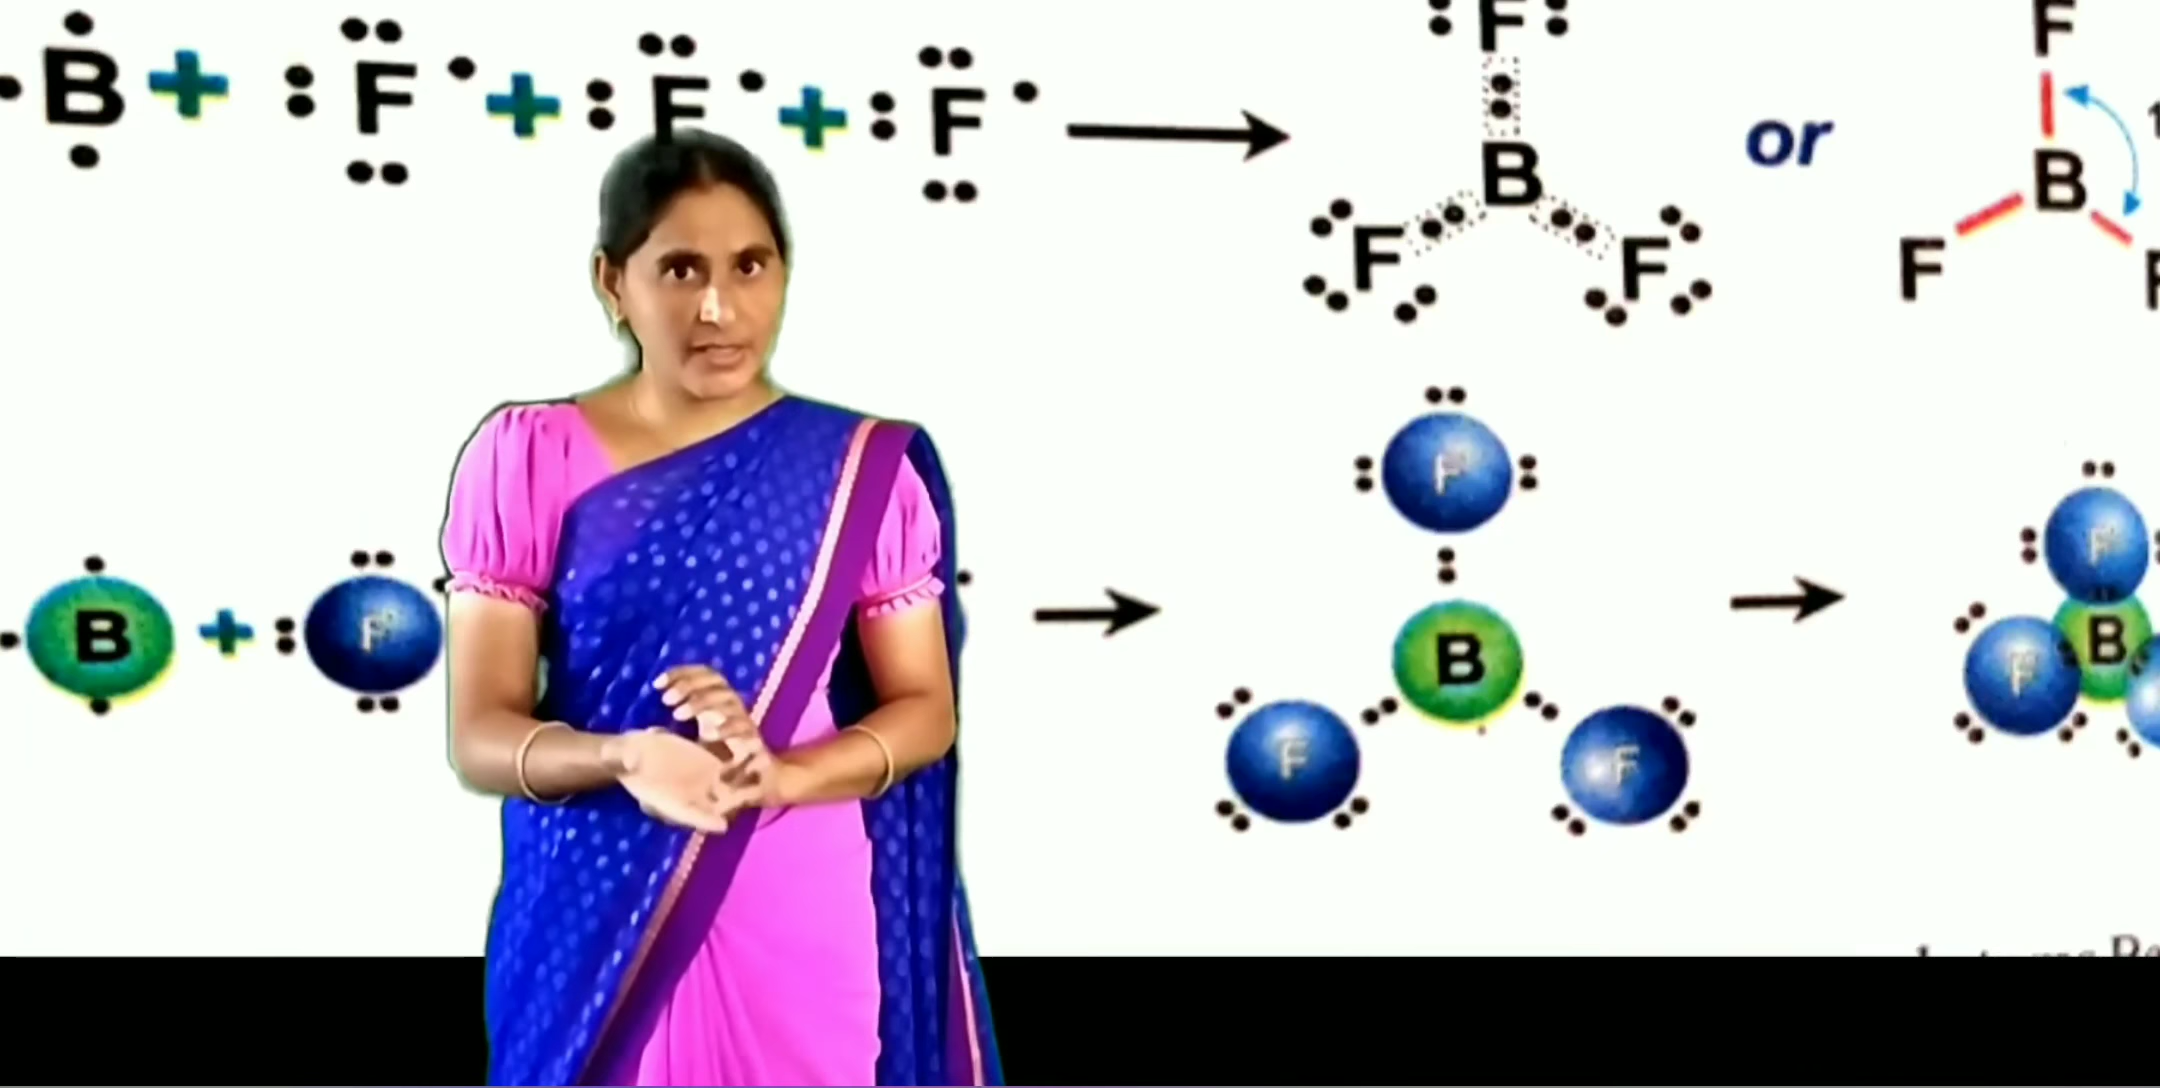 F F
B + F + F + F → or
B B
F F F
F
F
B + F → B → B
F F F